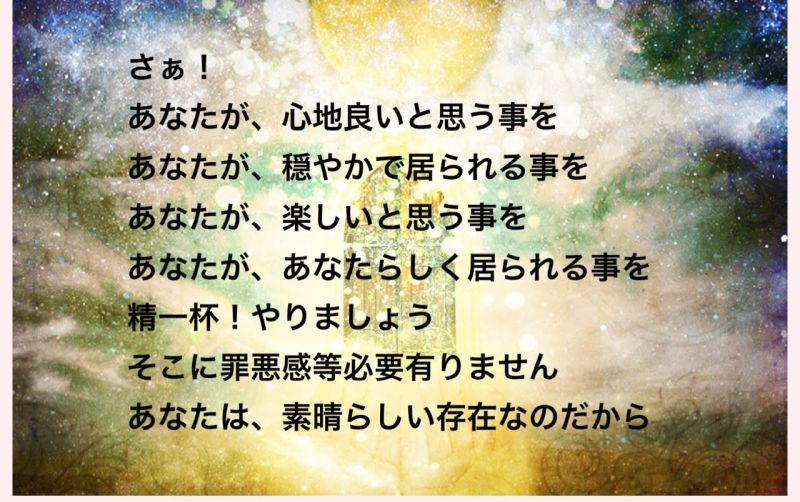 さぁ！
あなたが、心地良いと思う事を
あなたが、穏やかで居られる事を
あなたが、楽しいと思う事を
あなたが、あなたらしく居られる事を
精一杯！やりましょう
そこに罪悪感等必要有りません
あなたは、素晴らしい存在なのだから